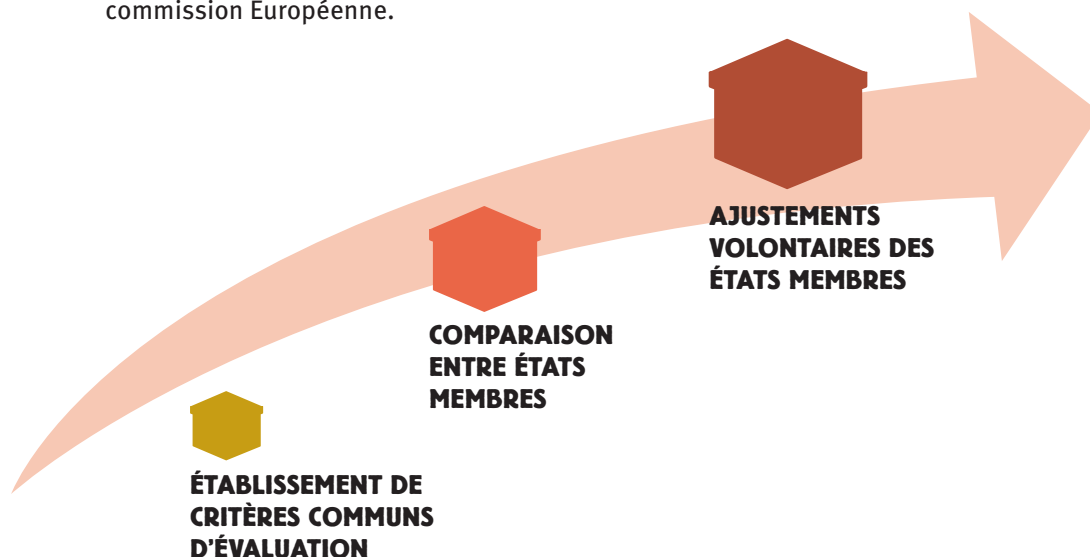 commission Européenne.
AJUSTEMENTS
VOLONTAIRES DES
ÉTATS MEMBRES
COMPARAISON
ENTRE ÉTATS
MEMBRES
ÉTABLISSEMENT DE
CRITÈRES COMMUNS
D'ÉVALUATION